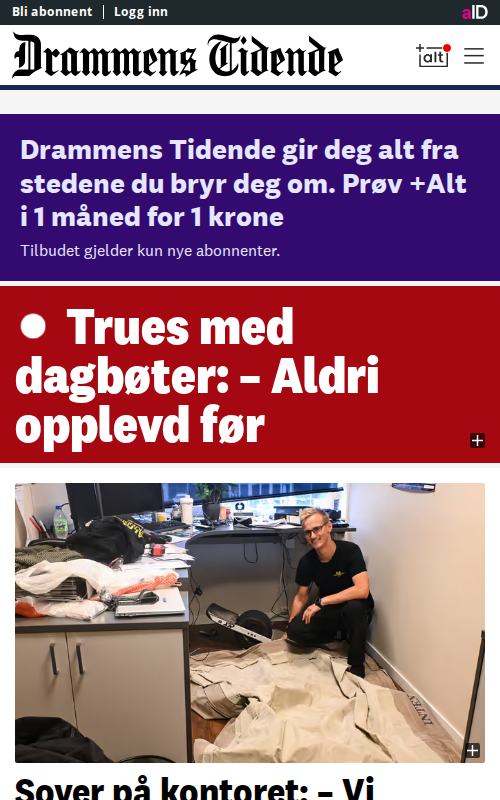 Bli abonnent | Logg inn
aID
Drammens Tidende
+alt
Drammens Tidende gir deg alt fra
stedene du bryr deg om. Prøv +Alt
i 1 måned for 1 krone
Tilbudet gjelder kun nye abonnenter.
Trues med
dagbøter: – Aldri
opplevd før
INTEX
Sover på kontoret: – Vi